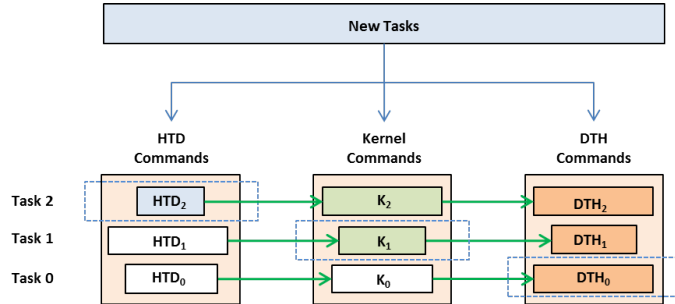 New Tasks
HTD Commands
Kernel Commands
DTH Commands
Task 2 HTD₂ K₂ DTH₂
Task 1 HTD₁ K₁ DTH₁
Task 0 HTD₀ K₀ DTH₀